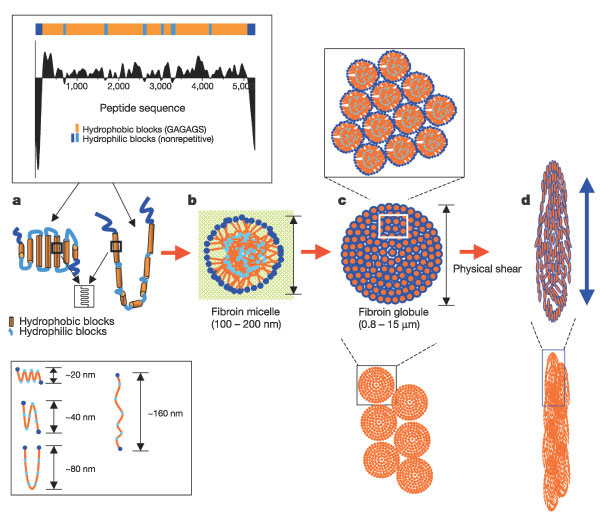 1,000 2,000 3,000 4,000 5,0
Peptide sequence
Hydrophobic blocks (GAGAGS)
Hydrophilic blocks (nonrepetitive)
a
b
c
d
Physical shear
Hydrophobic blocks
Hydrophilic blocks
Fibroin micelle
(100 – 200 nm)
Fibroin globule
(0.8 – 15 µm)
~20 nm
~40 nm
~80 nm
~160 nm